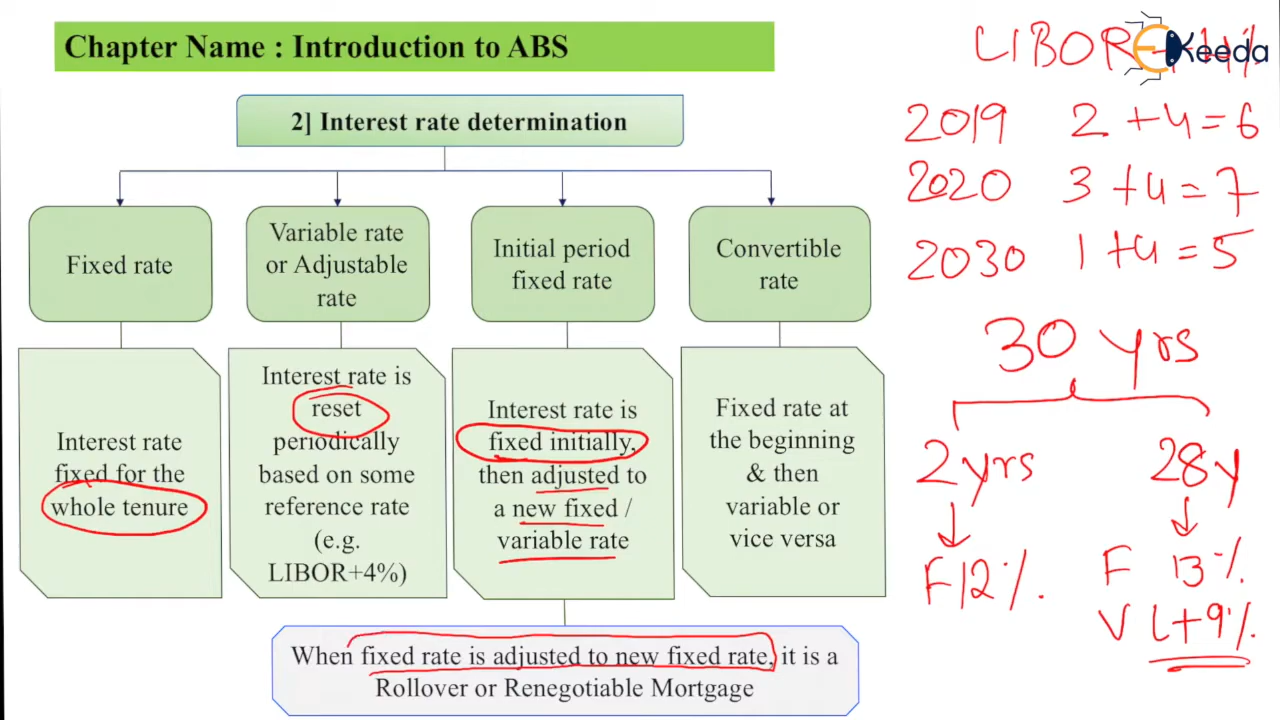 Chapter Name : Introduction to ABS
2] Interest rate determination
Fixed rate
Variable rate
or Adjustable
rate
Initial period
fixed rate
Convertible
rate
Interest rate
fixed for the
whole tenure
Interest rate is
reset
periodically
based on some
reference rate
(e.g.
LIBOR+4%)
Interest rate is
fixed initially,
then adjusted to
a new fixed /
variable rate
Fixed rate at
the beginning
& then
variable or
vice versa
When fixed rate is adjusted to new fixed rate, it is a
Rollover or Renegotiable Mortgage
LIBOR
Keeda
2019 2 + 4 = 6
2020 3 + 4 = 7
2030 1 + 4 = 5
30 yrs
2 yrs 28 y
F 12 %. F 13 %.
V L + 9 %.